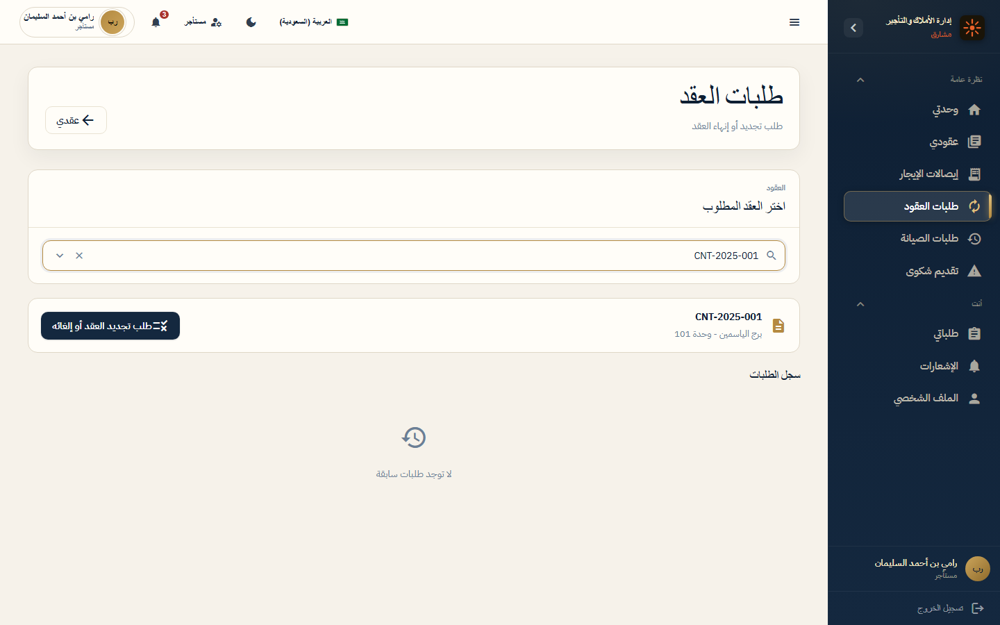 إدارة الأملاك والتأجير
مشارق
نظرة عامة
وحدتي
عقودي
إيصالات الإيجار
طلبات العقود
طلبات الصيانة
تقديم شكوى
أنت
طلباتي
الإشعارات
الملف الشخصي
رب
رامي بن أحمد السليمان
مستأجر
تسجيل الخروج
العربية (السعودية)
مستأجر
3
رب
رامي بن أحمد السليمان
مستأجر
طلبات العقد
طلب تجديد أو إنهاء العقد
عقدي
العقود
اختر العقد المطلوب
CNT-2025-001
CNT-2025-001
برج الياسمين - وحدة 101
طلب تجديد العقد أو إلغائه
سجل الطلبات
لا توجد طلبات سابقة